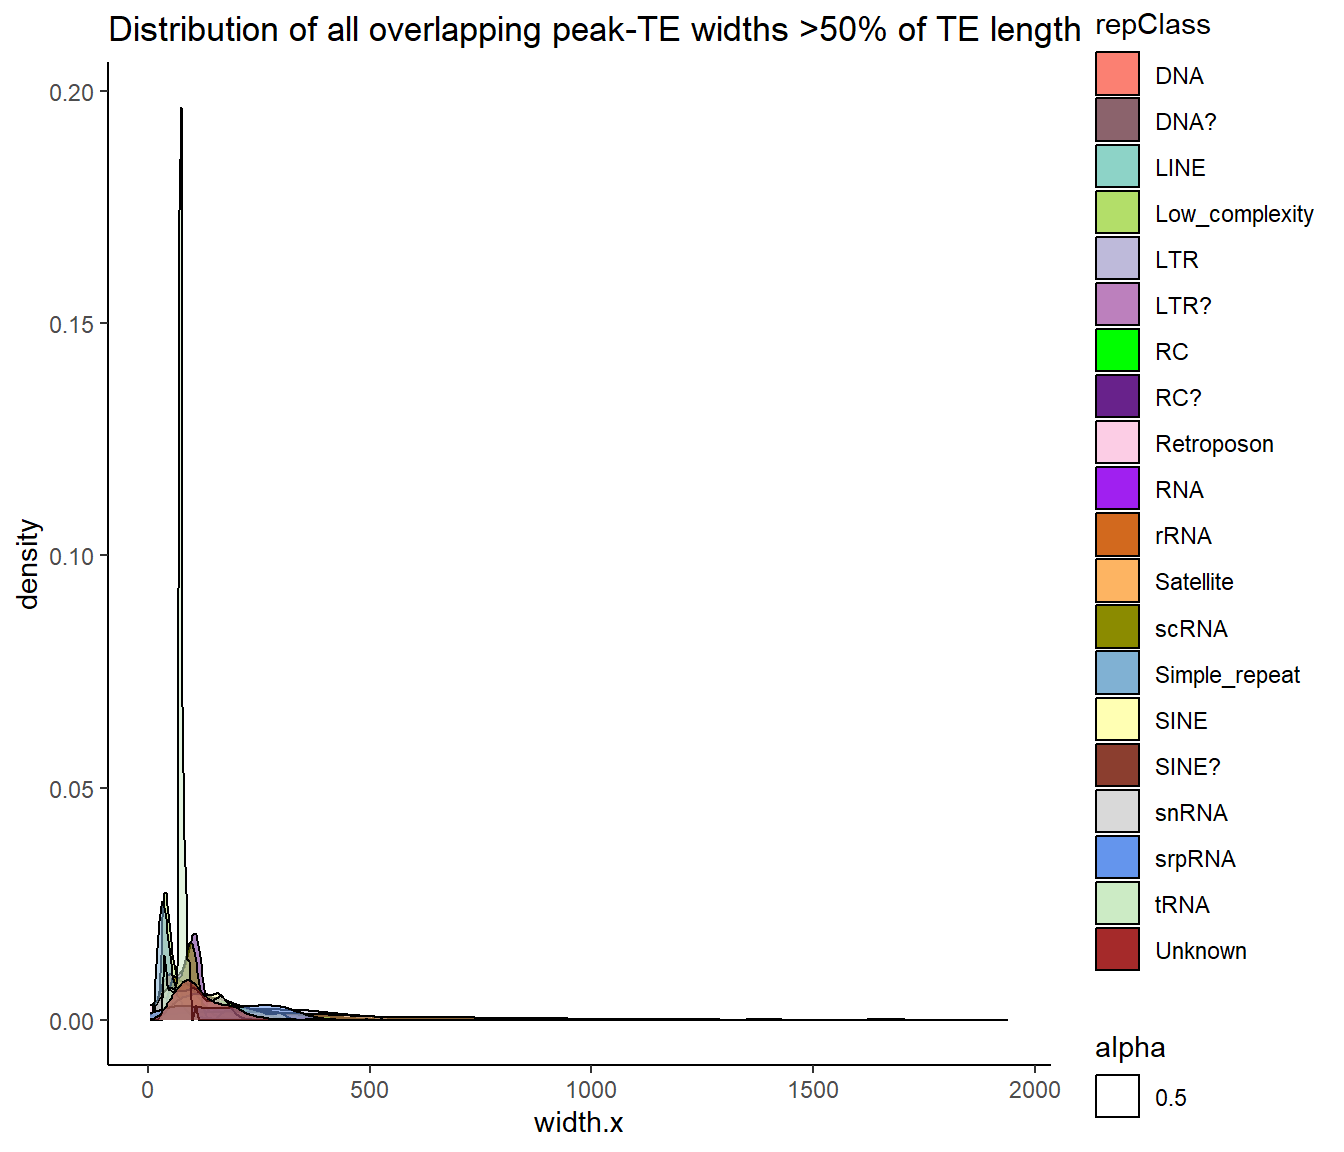 Distribution of all overlapping peak-TE widths >50% of TE length
density
0.20
0.15
0.10
0.05
0.00
0
500
1000
1500
2000
width.x
repClass
DNA
DNA?
LINE
Low_complexity
LTR
LTR?
RC
RC?
Retroposon
RNA
rRNA
Satellite
scRNA
Simple_repeat
SINE
SINE?
snRNA
srpRNA
tRNA
Unknown
alpha
0.5